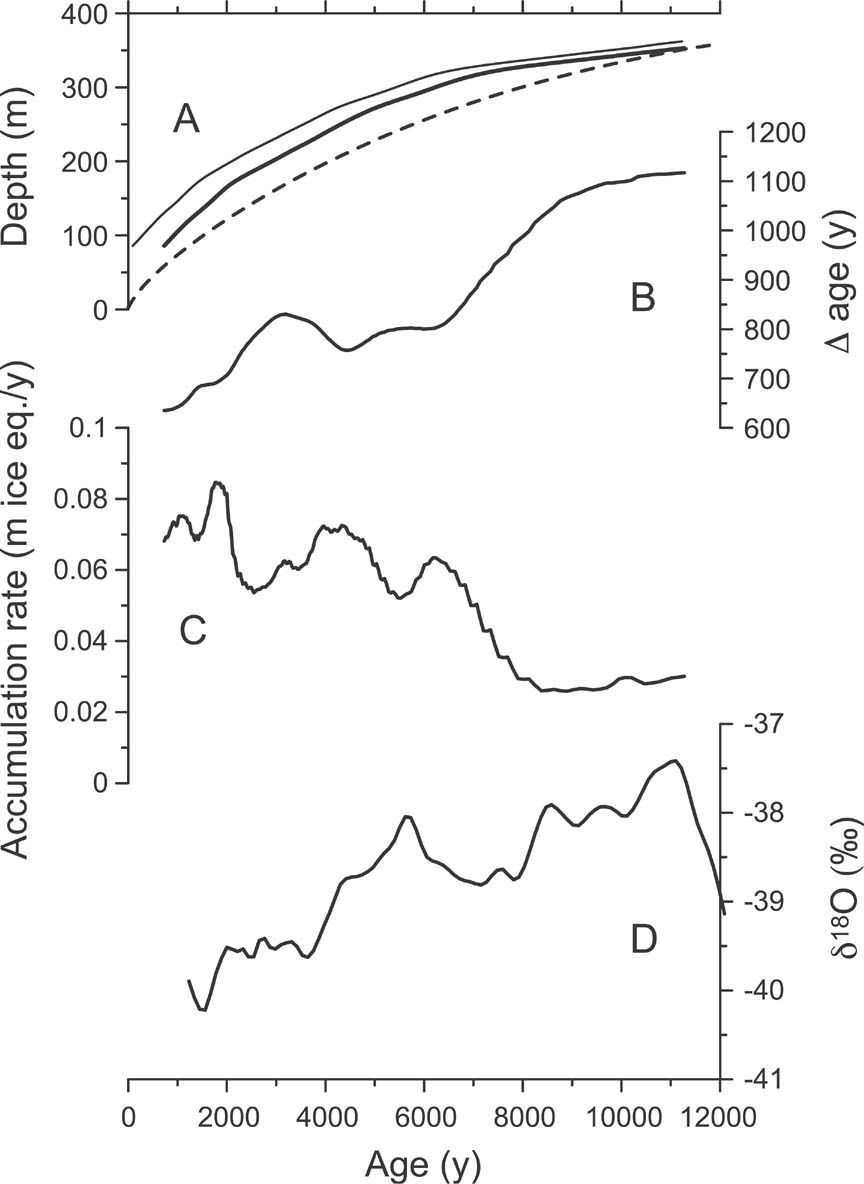 400
300
200
100
0
Depth (m)
A
1200
1100
1000
900
800
700
600
Δ age (y)
B
0.1
0.08
0.06
0.04
0.02
0
Accumulation rate (m ice eq./y)
C
-37
-38
-39
-40
-41
δ18O (‰)
D
0 2000 4000 6000 8000 10000 12000
Age (y)